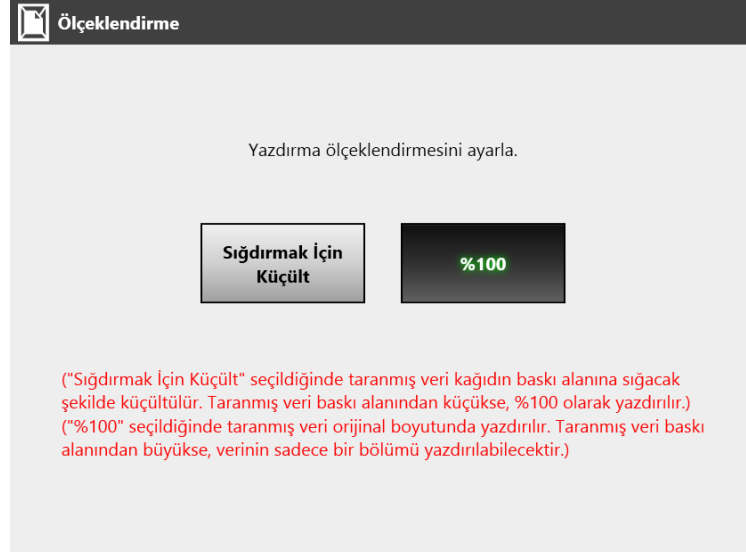 Ölçeklendirme
Yazdırma ölçeklendirmesini ayarla.
Sığdırmak İçin
Küçült
%100
("Sığdırmak İçin Küçült" seçildiğinde taranmış veri kağıdın baskı alanına sığacak
şekilde küçültülür. Taranmış veri baskı alanından küçükse, %100 olarak yazdırılır.)
("%100" seçildiğinde taranmış veri orijinal boyutunda yazdırılır. Taranmış veri baskı
alanından büyükse, verinin sadece bir bölümü yazdırılabilecektir.)